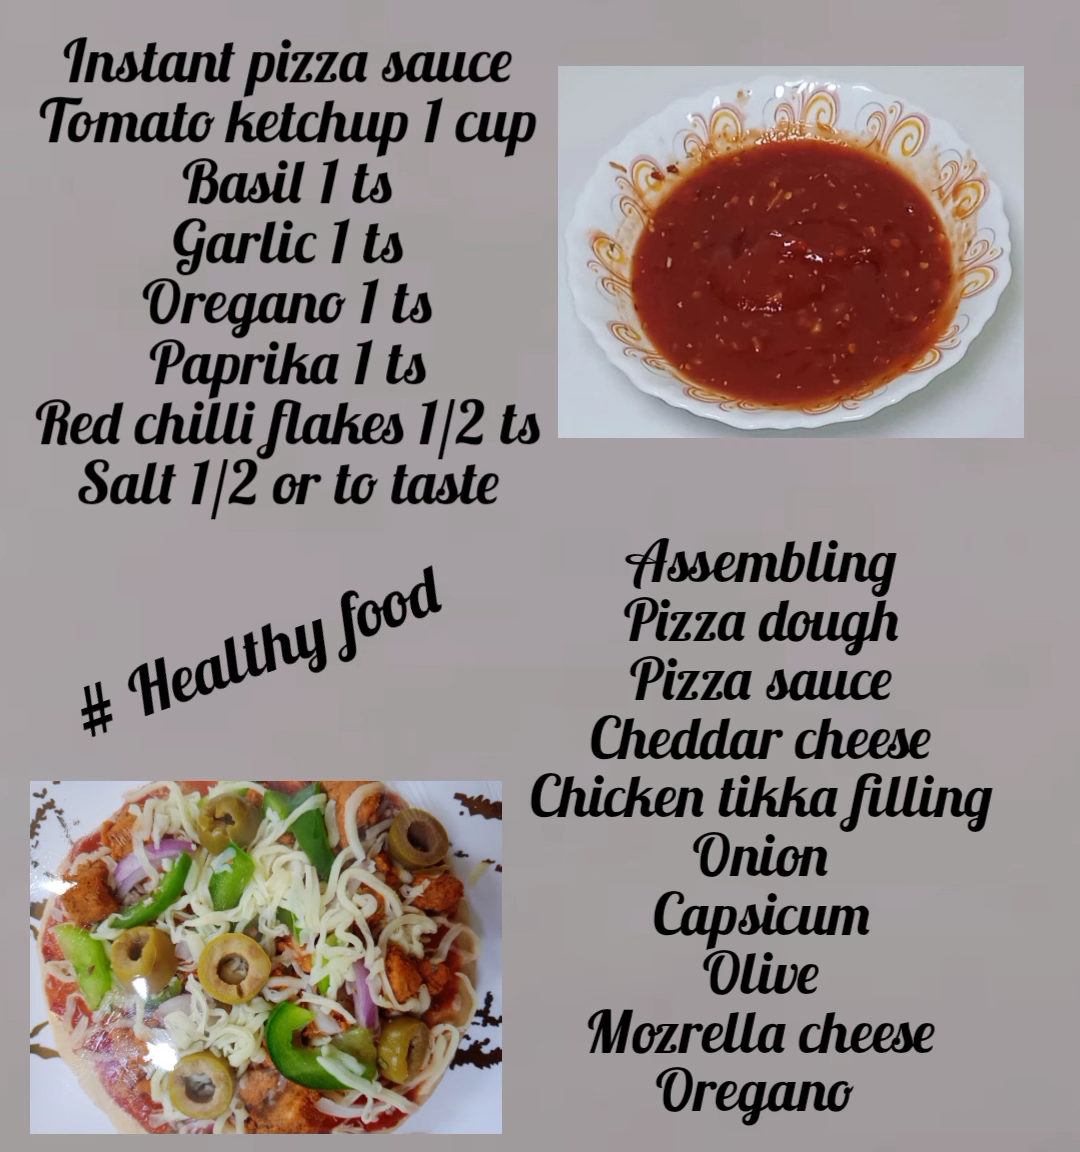 Instant pizza sauce
Tomato ketchup 1 cup
Basil 1 ts
Garlic 1 ts
Oregano 1 ts
Paprika 1 ts
Red chilli flakes 1/2 ts
Salt 1/2 or to taste
# Healthy food
Assembling
Pizza dough
Pizza sauce
Cheddar cheese
Chicken tikka filling
Onion
Capsicum
Olive
Mozrella cheese
Oregano